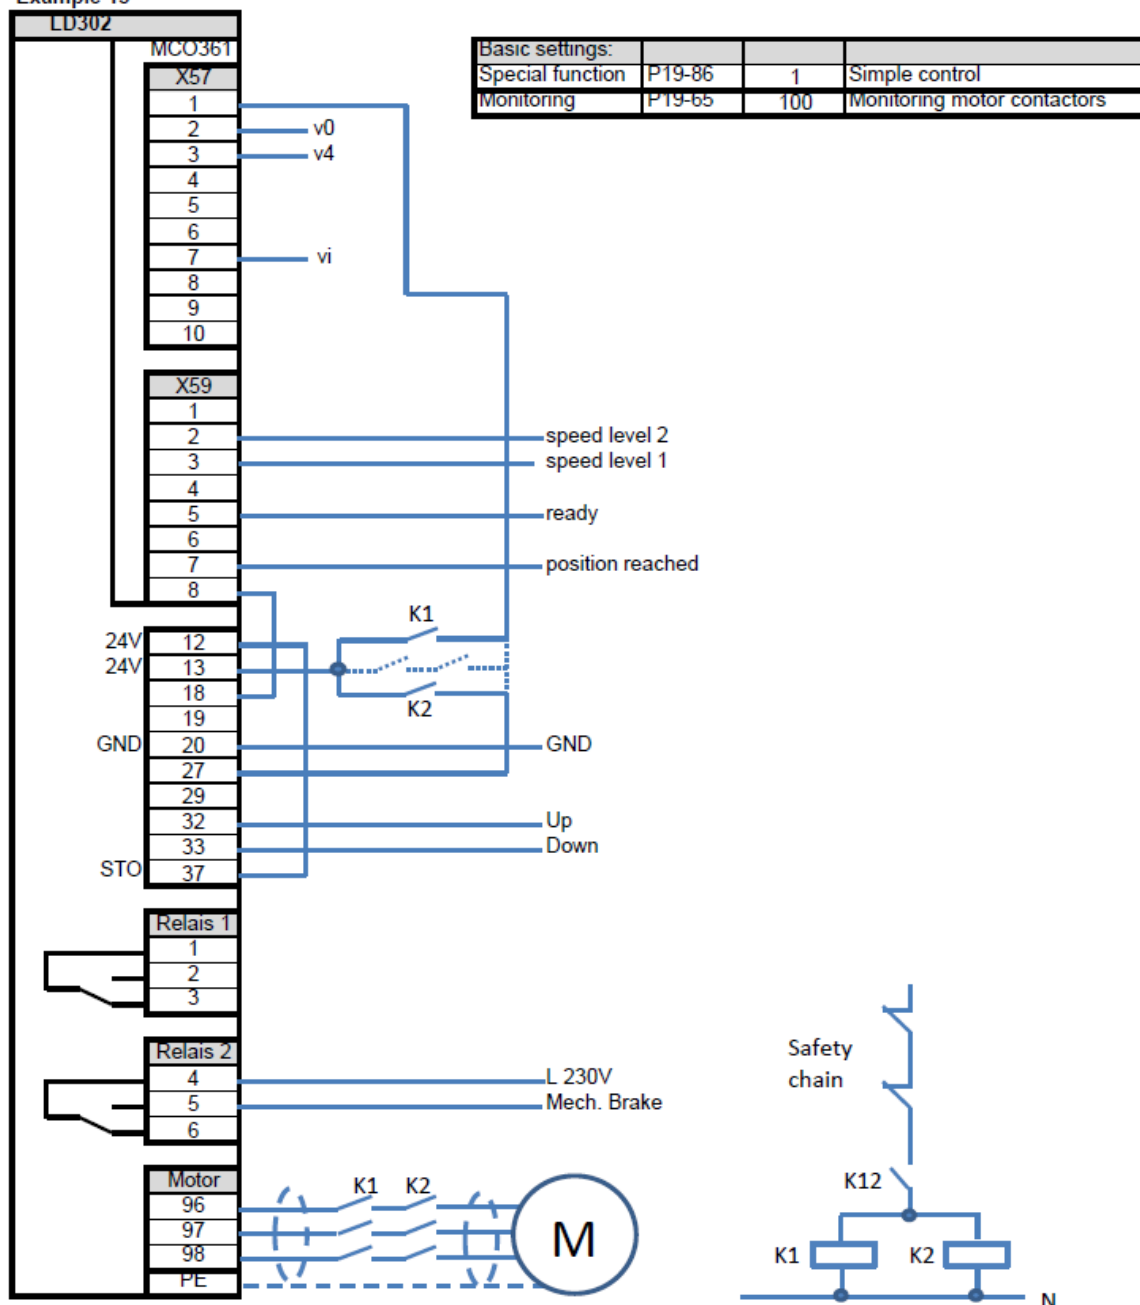 Example 13
LD302
MCO361
X57
1
2 v0
3 v4
4
5
6
7 vi
8
9
10
Basic settings:
Special function P19-86 1 Simple control
Monitoring P19-65 100 Monitoring motor contactors
X59
1
2 speed level 2
3 speed level 1
4
5 ready
6
7 position reached
8
K1
24V 12
24V 13
18
K2
19
GND 20 GND
27
29
32 Up
33 Down
STO 37
Relais 1
1
2
3
Relais 2
4 L 230V
5 Mech. Brake
6
Motor
96
97
98
PE
K1 K2
M
Safety
chain
K12
K1 K2
N